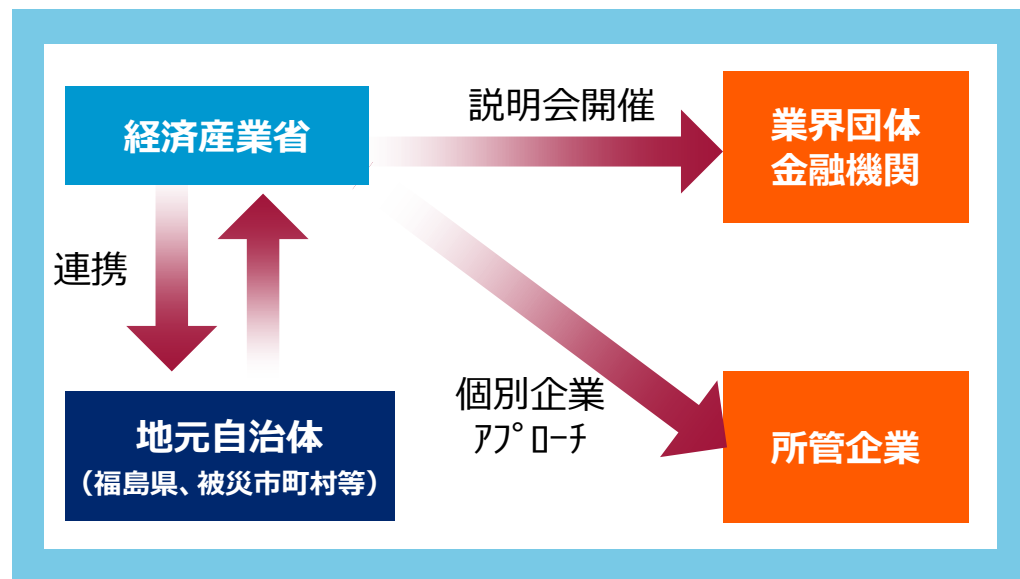 経済産業省
説明会開催
業界団体
金融機関
連携
地元自治体
（福島県、被災市町村等）
個別企業
ｱﾌﾟﾛｰﾁ
所管企業